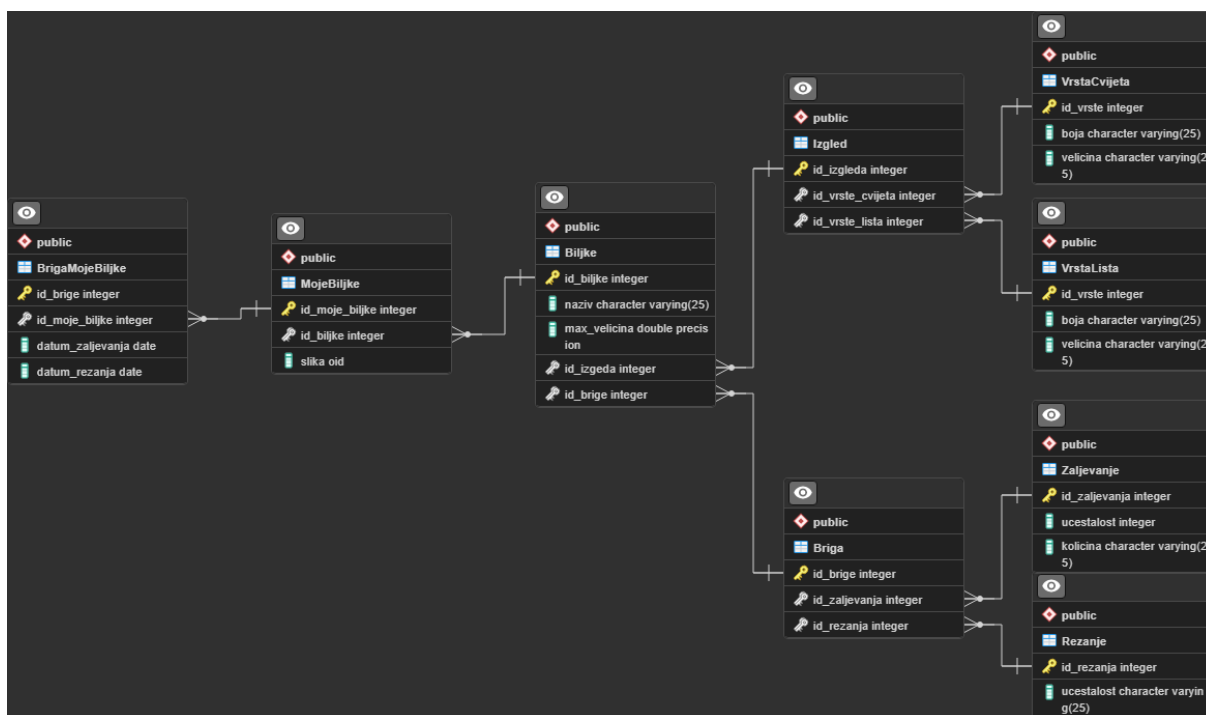 public
BrigaMojeBiljke
id_brige integer
id_moje_biljke integer
datum_zaljevanja date
datum_rezanja date
public
MojeBiljke
id_moje_biljke integer
id_biljke integer
slika oid
public
Biljke
id_biljke integer
naziv character varying(25)
max_velicina double precis
ion
id_izgeda integer
id_brige integer
public
Izgled
id_izgleda integer
id_vrste_cvijeta integer
id_vrste_lista integer
public
Briga
id_brige integer
id_zaljevanja integer
id_rezanja integer
public
VrstaCvijeta
id_vrste integer
boja character varying(25)
velicina character varying(2
5)
public
VrstaLista
id_vrste integer
boja character varying(25)
velicina character varying(2
5)
public
Zaljevanje
id_zaljevanja integer
ucestalost integer
kolicina character varying(2
5)
public
Rezanje
id_rezanja integer
ucestalost character varyin
g(25)